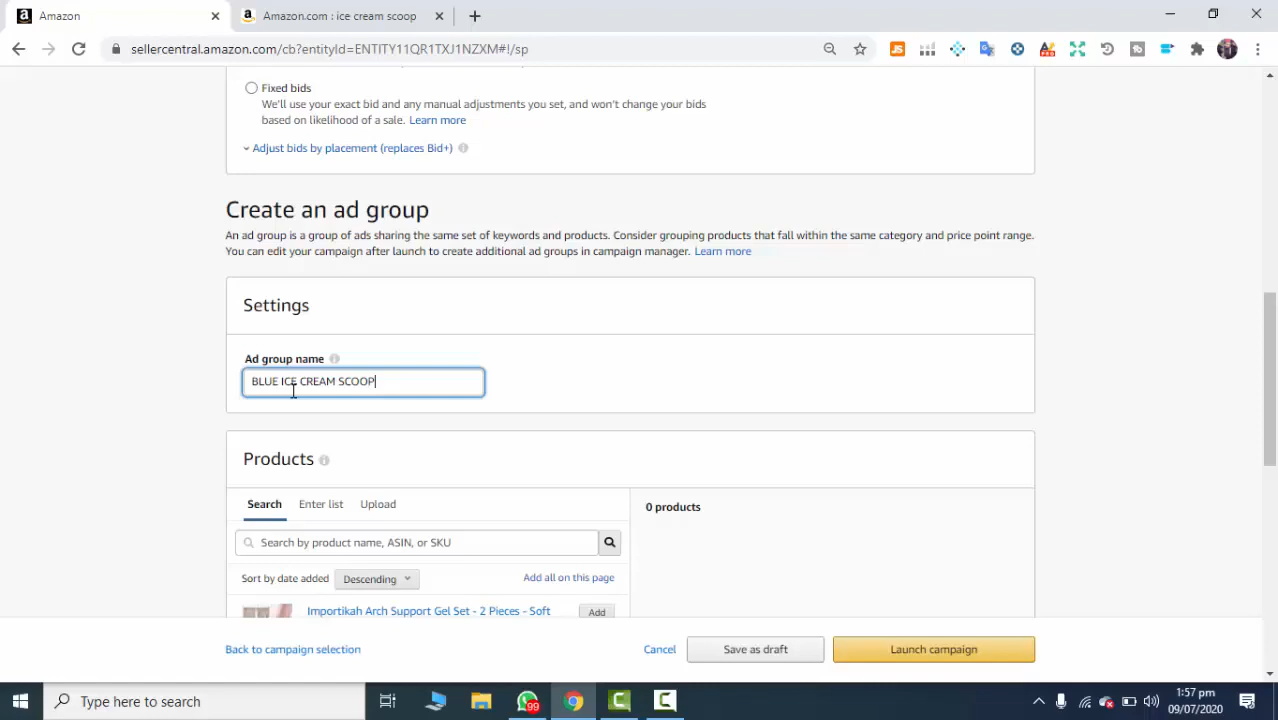 Amazon
Amazon.com : ice cream scoop
sellercentral.amazon.com/cb?entityId=ENTITY11QR1TXJ1NZXM#!/sp
Fixed bids
We'll use your exact bid and any manual adjustments you set, and won't change your bids
based on likelihood of a sale. Learn more
Adjust bids by placement (replaces Bid+)
Create an ad group
An ad group is a group of ads sharing the same set of keywords and products. Consider grouping products that fall within the same category and price point range.
You can edit your campaign after launch to create additional ad groups in campaign manager. Learn more
Settings
Ad group name
BLUE ICE CREAM SCOOP
Products
Search Enter list Upload
0 products
Search by product name, ASIN, or SKU
Sort by date added Descending Add all on this page
Importikah Arch Support Gel Set - 2 Pieces - Soft Add
Back to campaign selection Cancel Save as draft Launch campaign
Type here to search
99
1:57 pm
09/07/2020